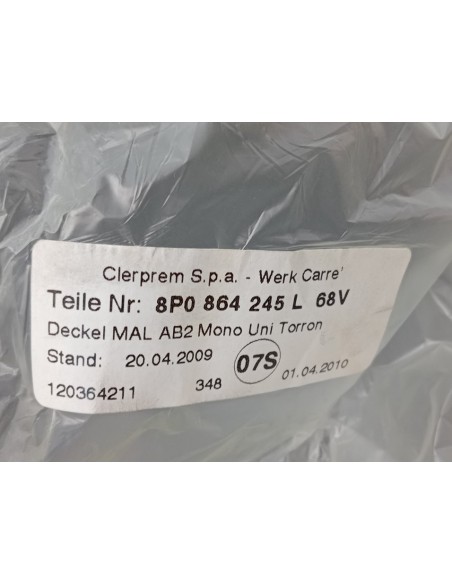 Clerprem S.p.a. - Werk Carre'
Teile Nr: 8P0 864 245 L 68V
Deckel MAL AB2 Mono Uni Torron
Stand: 20.04.2009 07S 01.04.2010
120364211 348